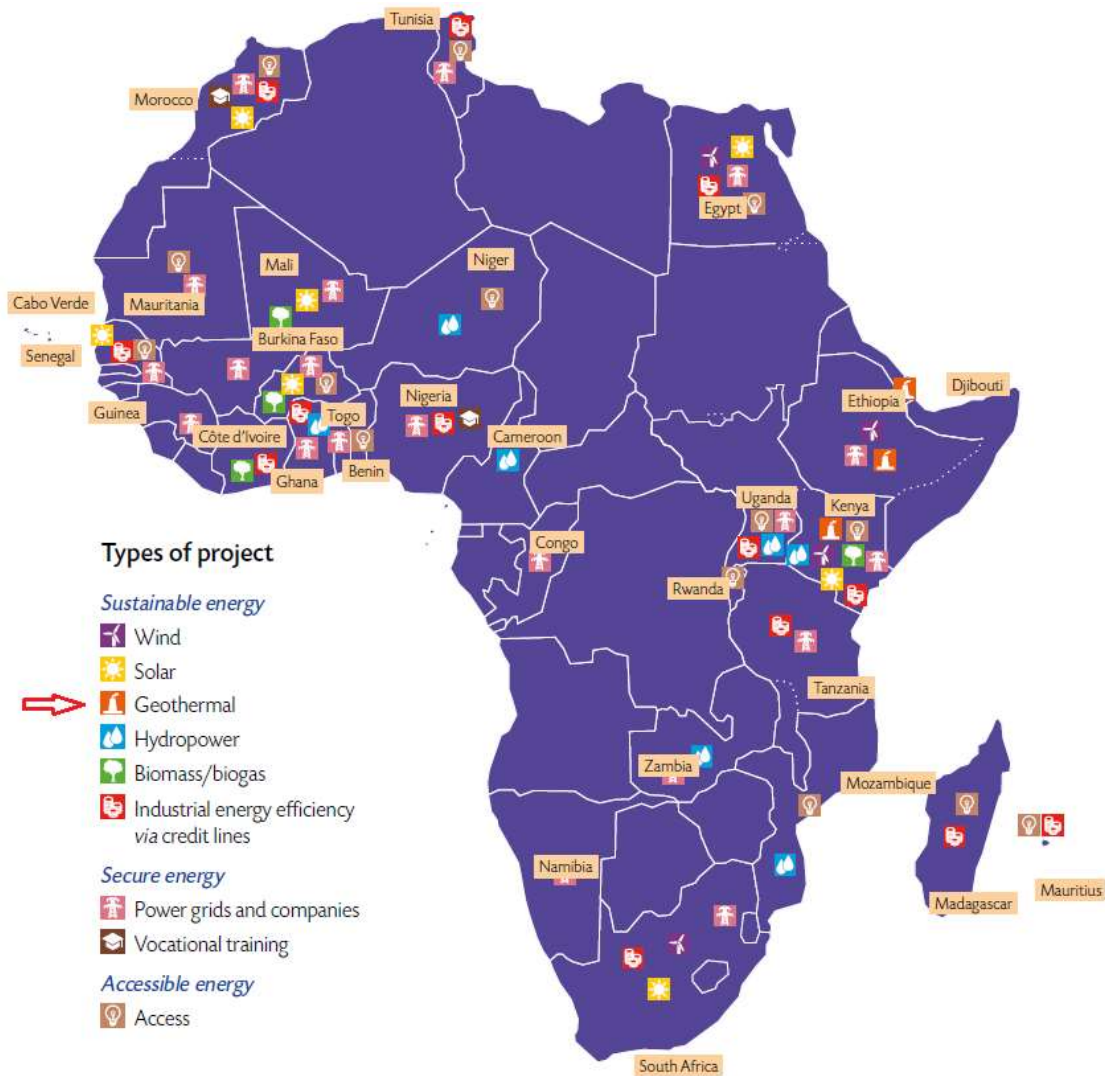 Tunisia
Morocco
Egypt
Niger
Mali
Mauritania
Cabo Verde
Burkina Faso
Senegal
Nigeria
Djibouti
Ethiopia
Guinea
Togo
Côte d'Ivoire
Cameroon
Benin
Ghana
Uganda
Kenya
Congo
Rwanda
Tanzania
Zambia
Mozambique
Namibia
Mauritius
Madagascar
South Africa
Types of project
Sustainable energy
Wind
Solar
Geothermal
Hydropower
Biomass/biogas
Industrial energy efficiency
via credit lines
Secure energy
Power grids and companies
Vocational training
Accessible energy
Access